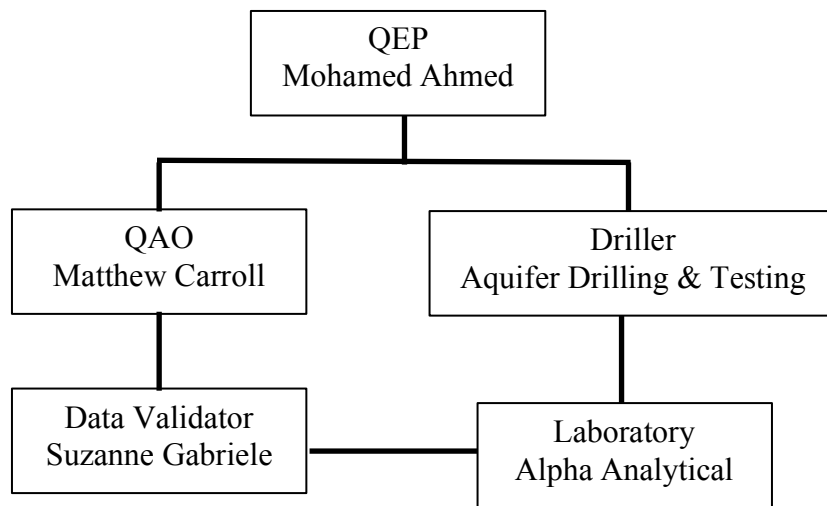 QEP
Mohamed Ahmed
QAO
Matthew Carroll
Driller
Aquifer Drilling & Testing
Data Validator
Suzanne Gabriele
Laboratory
Alpha Analytical